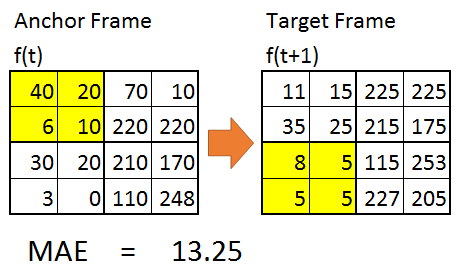 Anchor Frame Target Frame
f(t) f(t+1)
40 20 70 10 11 15 225 225
6 10 220 220 35 25 215 175
30 20 210 170 8 5 115 253
3 0 110 248 5 5 227 205
MAE = 13.25